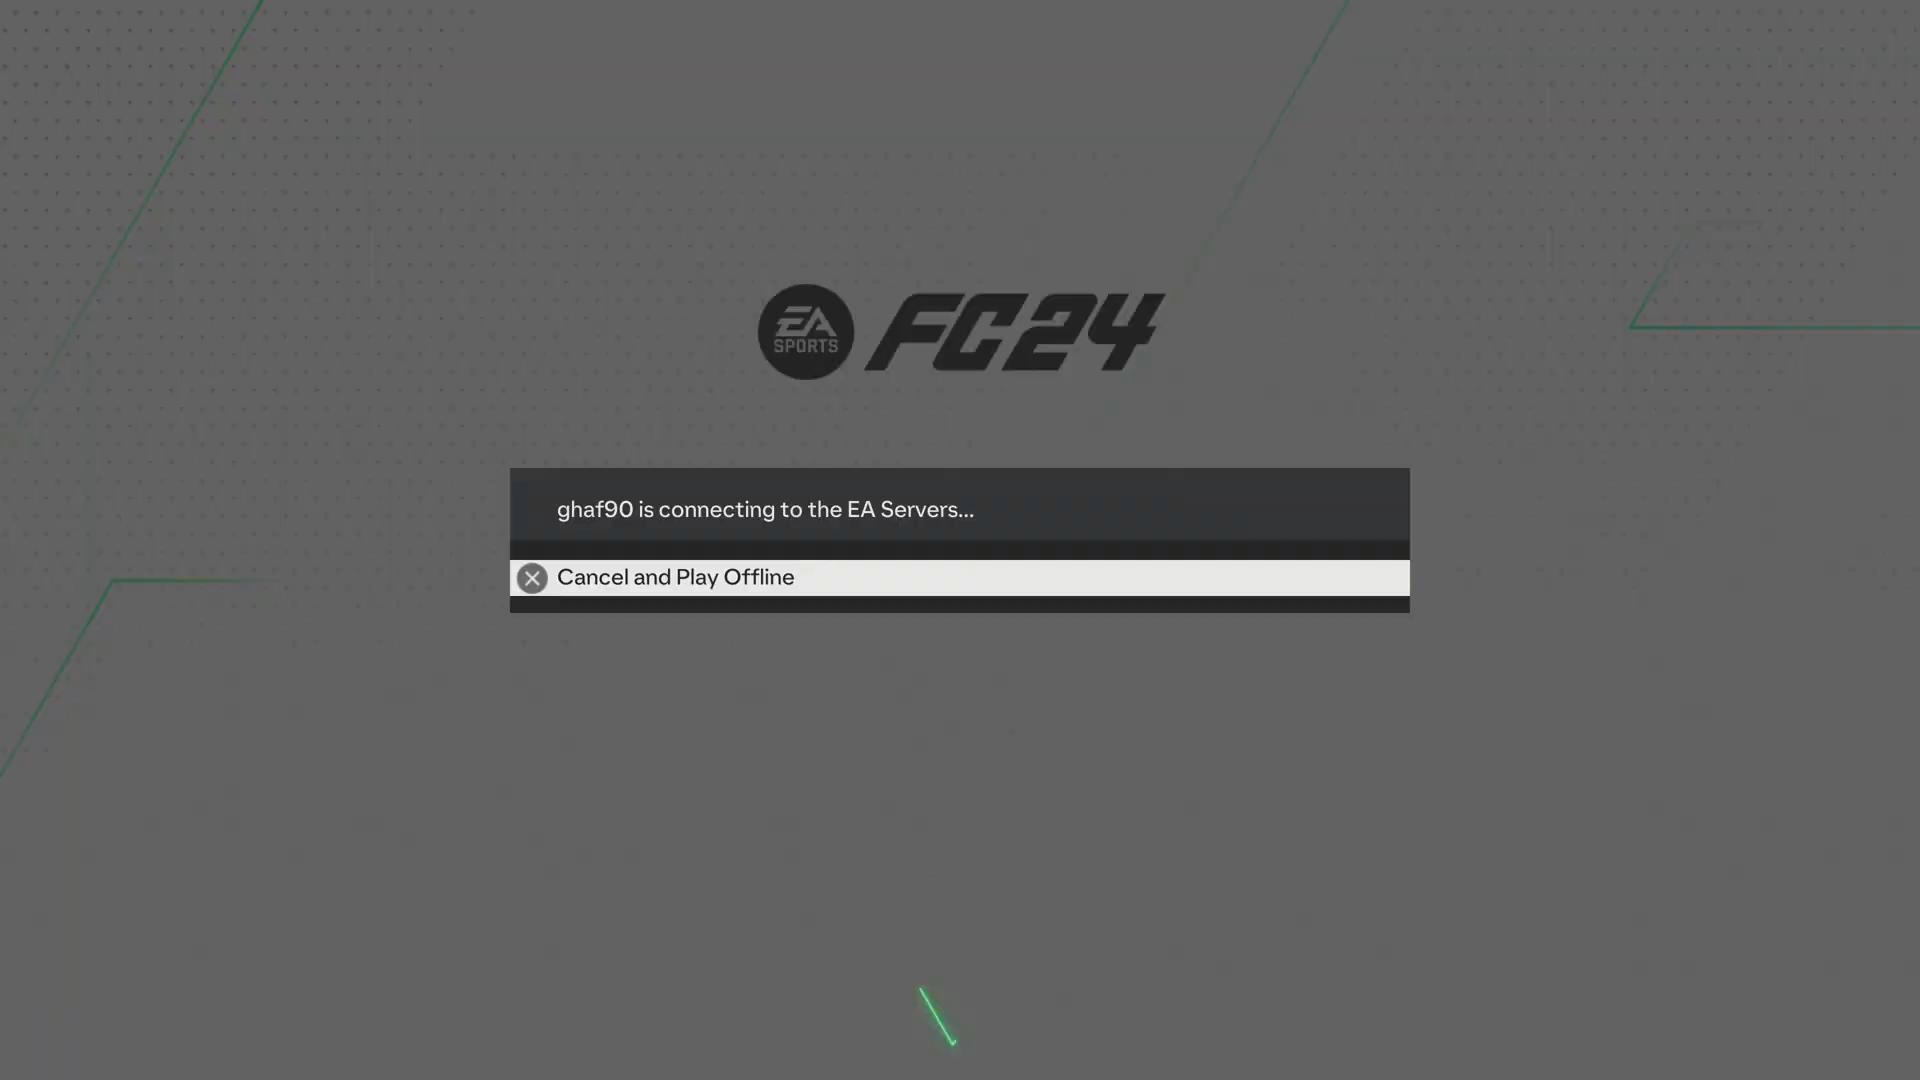 EA
SPORTS
FC24
ghaf90 is connecting to the EA Servers...
Cancel and Play Offline